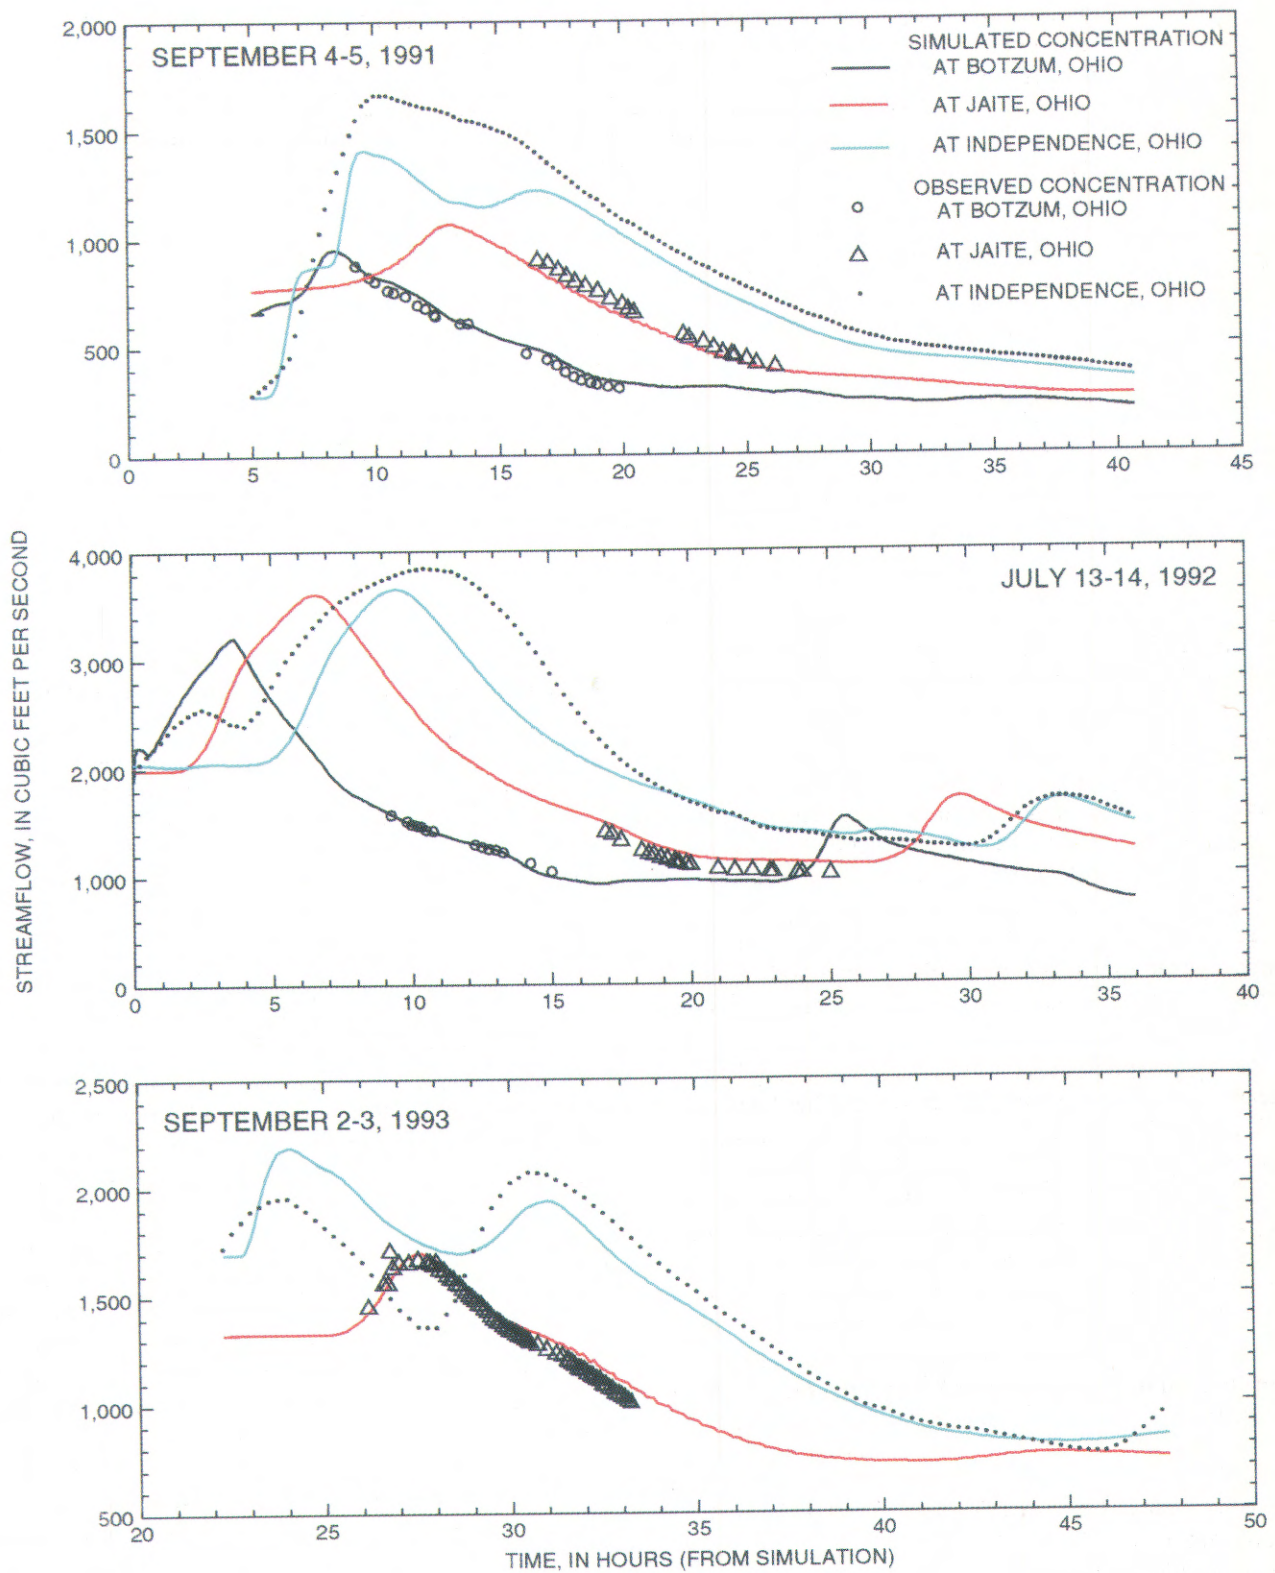 SEPTEMBER 4-5, 1991
SIMULATED CONCENTRATION
AT BOTZUM, OHIO
AT JAITE, OHIO
AT INDEPENDENCE, OHIO
OBSERVED CONCENTRATION
AT BOTZUM, OHIO
AT JAITE, OHIO
AT INDEPENDENCE, OHIO
2,000
1,500
1,000
500
0
0 5 10 15 20 25 30 35 40 45
STREAMFLOW, IN CUBIC FEET PER SECOND
JULY 13-14, 1992
4,000
3,000
2,000
1,000
0
0 5 10 15 20 25 30 35 40
SEPTEMBER 2-3, 1993
2,500
2,000
1,500
1,000
500
20 25 30 35 40 45 50
TIME, IN HOURS (FROM SIMULATION)